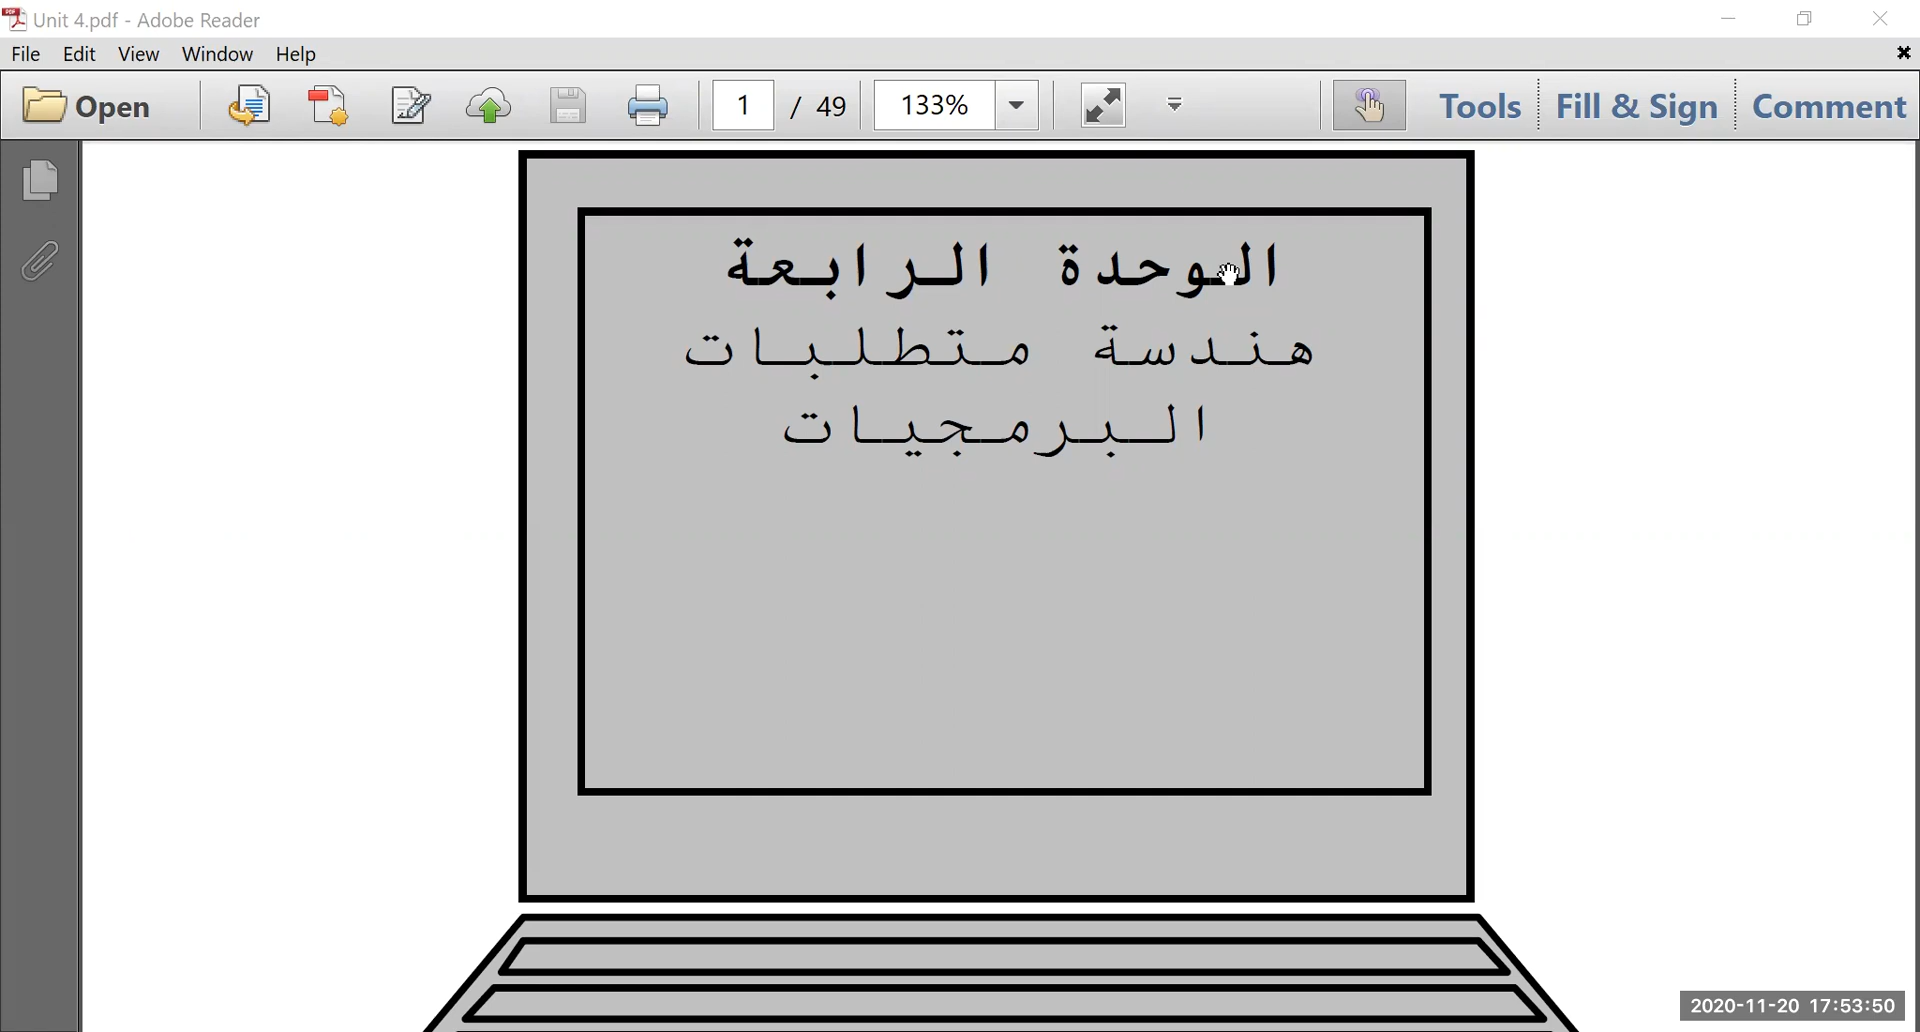 Unit 4.pdf - Adobe Reader
File Edit View Window Help
Open 1 / 49 133% Tools Fill & Sign Comment
الوحدة الرابعة
هندسة متطلبات
البرمجيات
2020-11-20 17:53:50